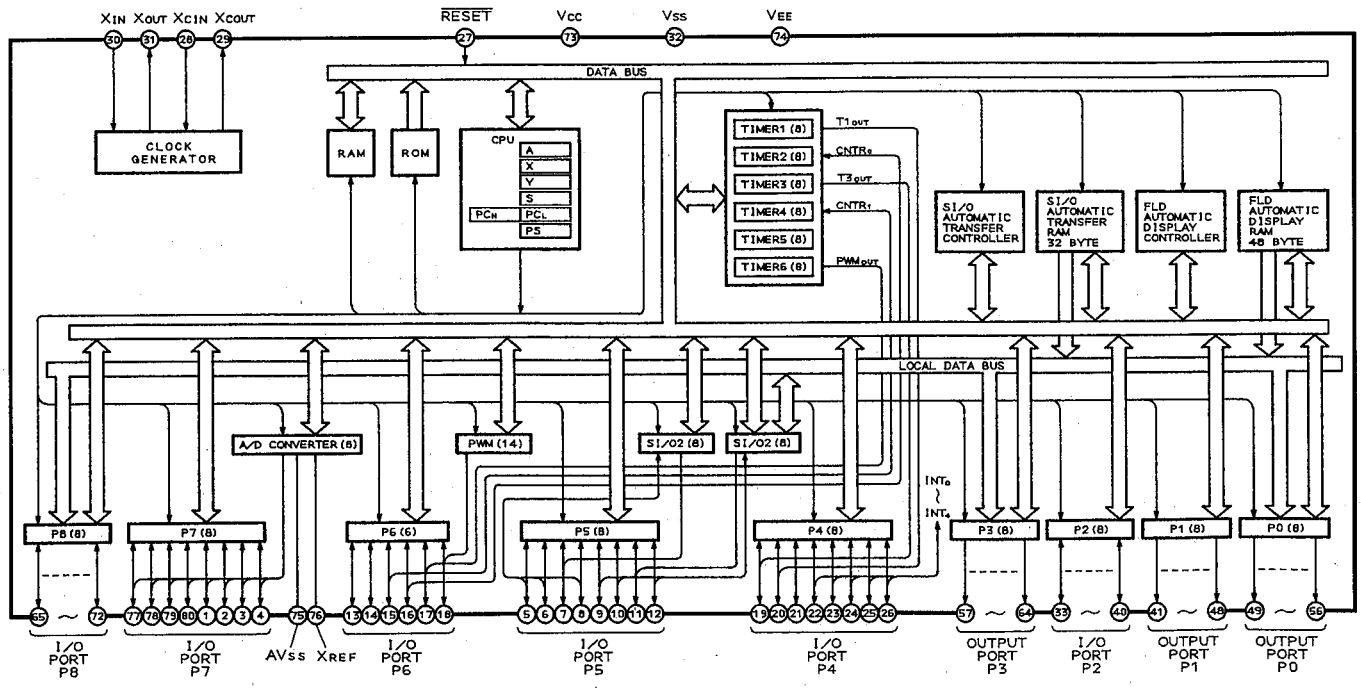 XIN XOUT XCIN XCOUT RESET VCC VSS VEE
30 31 28 29 27 73 32 74
DATA BUS
CLOCK
GENERATOR
RAM
ROM
CPU
A
X
Y
S
PCH PCL
PS
TIMER1 (8)
TIMER2 (8)
TIMER3 (8)
TIMER4 (8)
TIMER5 (8)
TIMER6 (8)
T1OUT
CNTR0
T3OUT
CNTR1
PWMOUT
SI/O
AUTOMATIC
TRANSFER
CONTROLLER
SI/O
AUTOMATIC
TRANSFER
RAM
32 BYTE
FLD
AUTOMATIC
DISPLAY
CONTROLLER
FLD
AUTOMATIC
DISPLAY
RAM
48 BYTE
LOCAL DATA BUS
A/D CONVERTER (8)
PWM (14)
SI/O2 (8)
SI/O2 (8)
INT0
~
INT4
P8 (8)
P7 (8)
P6 (6)
P5 (8)
P4 (8)
P3 (8)
P2 (8)
P1 (8)
P0 (8)
65 ~ 72
77 78 79 80 1 2 3 4
75 76
13 14 15 16 17 18
5 6 7 8 9 10 11 12
19 20 21 22 23 24 25 26
57 ~ 64
33 ~ 40
41 ~ 48
49 ~ 56
I/O
PORT
P8
I/O
PORT
P7
AVSS XREF
I/O
PORT
P6
I/O
PORT
P5
I/O
PORT
P4
OUTPUT
PORT
P3
I/O
PORT
P2
OUTPUT
PORT
P1
OUTPUT
PORT
P0